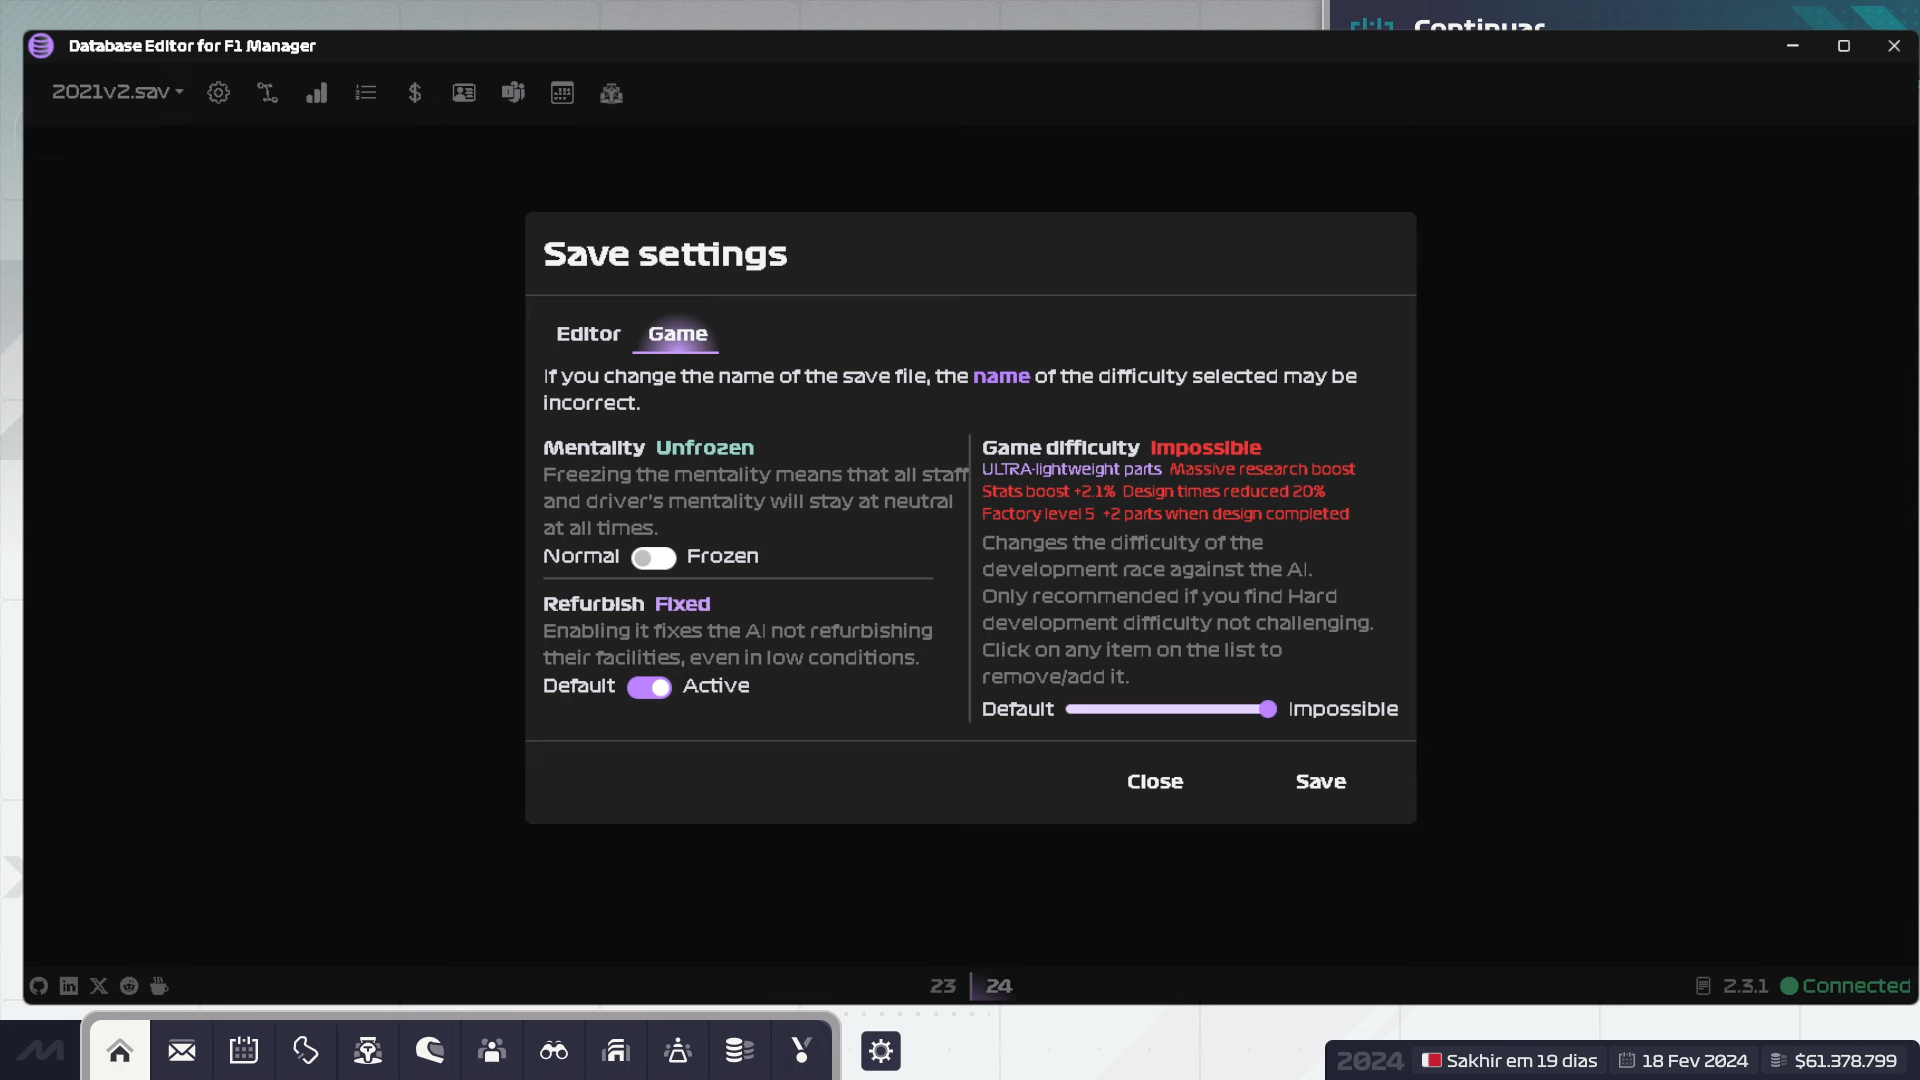 Continuar
Database Editor for F1 Manager
2021v2.sav
Save settings
Editor
Game
If you change the name of the save file, the name of the difficulty selected may be
incorrect.
Mentality Unfrozen
Freezing the mentality means that all staff
and driver's mentality will stay at neutral
at all times.
Normal Frozen
Refurbish Fixed
Enabling it fixes the AI not refurbishing
their facilities, even in low conditions.
Default Active
Game difficulty Impossible
ULTRA-lightweight parts Massive research boost
Stats boost +2.1% Design times reduced 20%
Factory level 5 +2 parts when design completed
Changes the difficulty of the
development race against the AI.
Only recommended if you find Hard
development difficulty not challenging.
Click on any item on the list to
remove/add it.
Default Impossible
Close
Save
23 24
2.3.1 Connected
2024 Sakhir em 19 dias 18 Fev 2024 $61.378.799